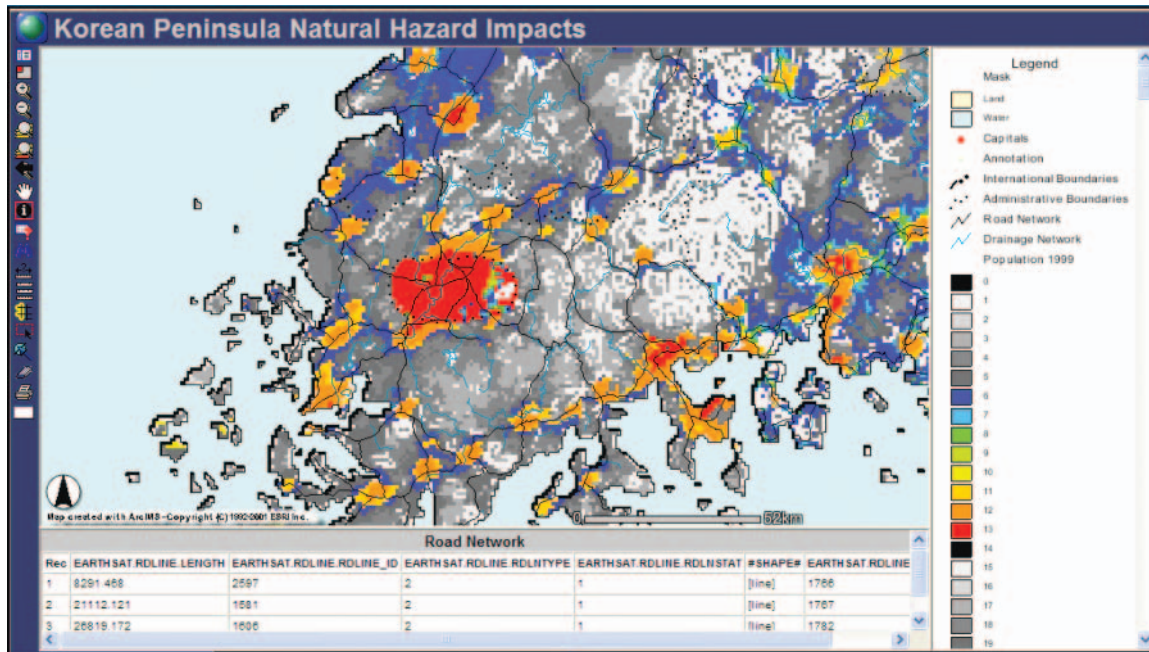 Korean Peninsula Natural Hazard Impacts
Legend
Mask
Land
Water
Capitals
Annotation
International Boundaries
Administrative Boundaries
Road Network
Drainage Network
Population 1999
0
1
2
3
4
5
6
7
8
9
10
11
12
13
14
15
16
17
18
19
Map created with ArcIMS-Copyright (C) 1992-2001 ESRI Inc.
0 52km
Road Network
Rec EARTHSAT.RDLINE.LENGTH EARTHSAT.RDLINE.RDLINE_ID EARTHSAT.RDLINE.RDLNTYPE EARTHSAT.RDLINE.RDLNSTAT #SHAPE# EARTHSAT.RDLINE
1 8291.468 2597 2 1 [line] 1766
2 21112.121 1581 2 1 [line] 1767
3 26819.172 1606 2 1 [line] 1782